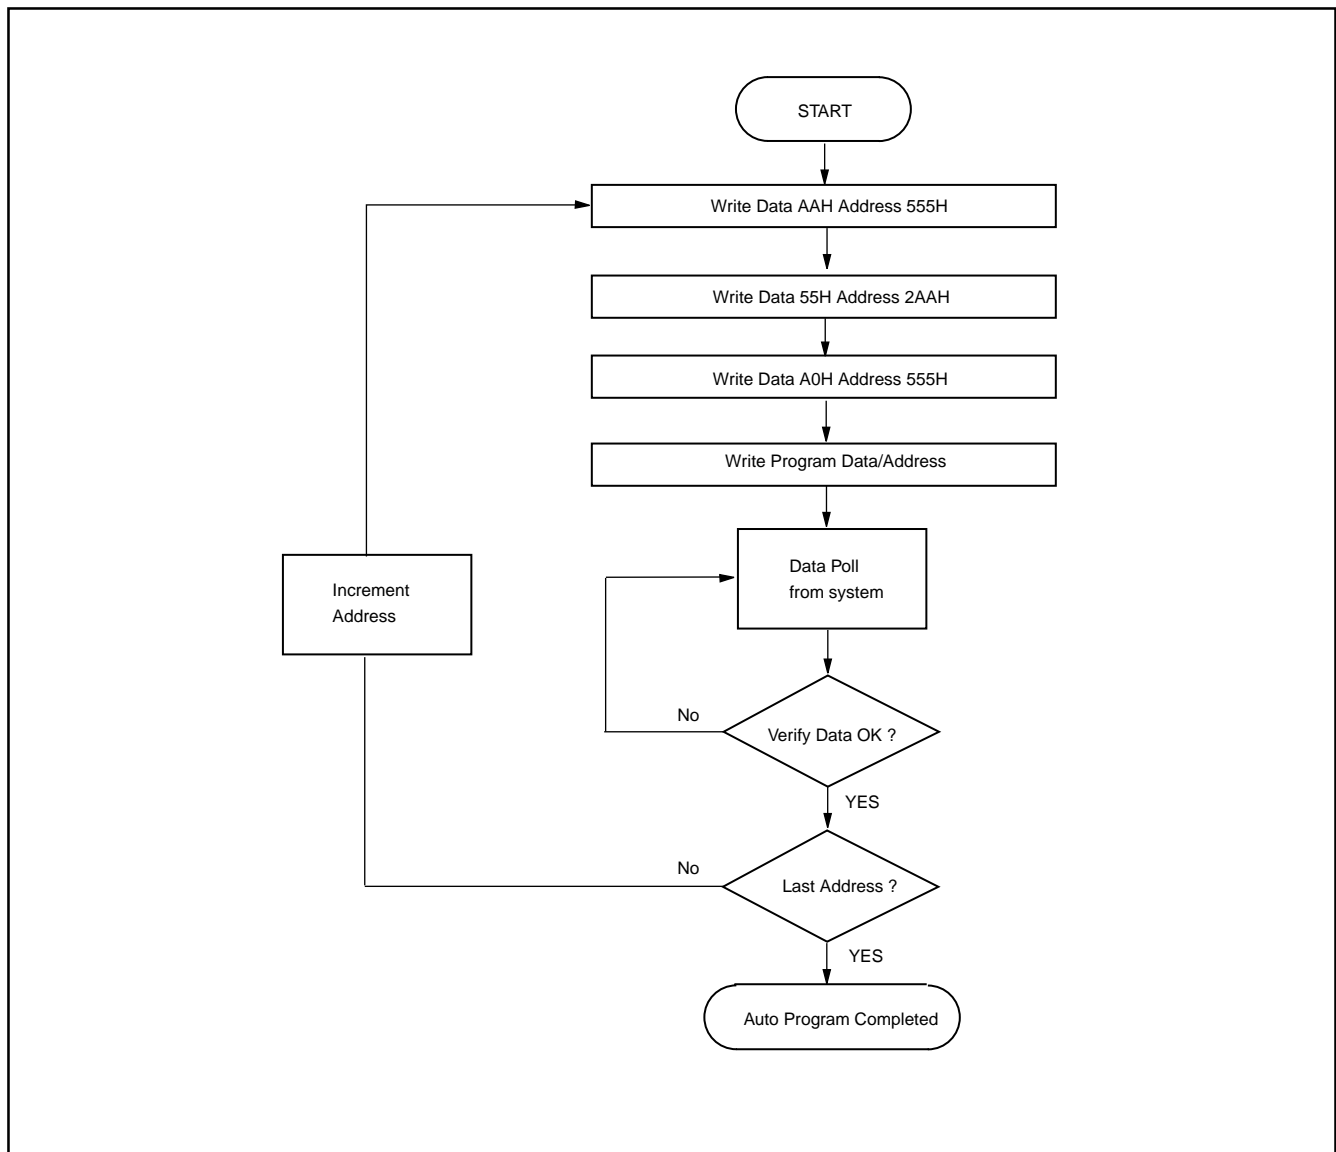 START
Write Data AAH Address 555H
Write Data 55H Address 2AAH
Write Data A0H Address 555H
Write Program Data/Address
Data Poll
from system
Increment
Address
No
Verify Data OK ?
YES
No
Last Address ?
YES
Auto Program Completed